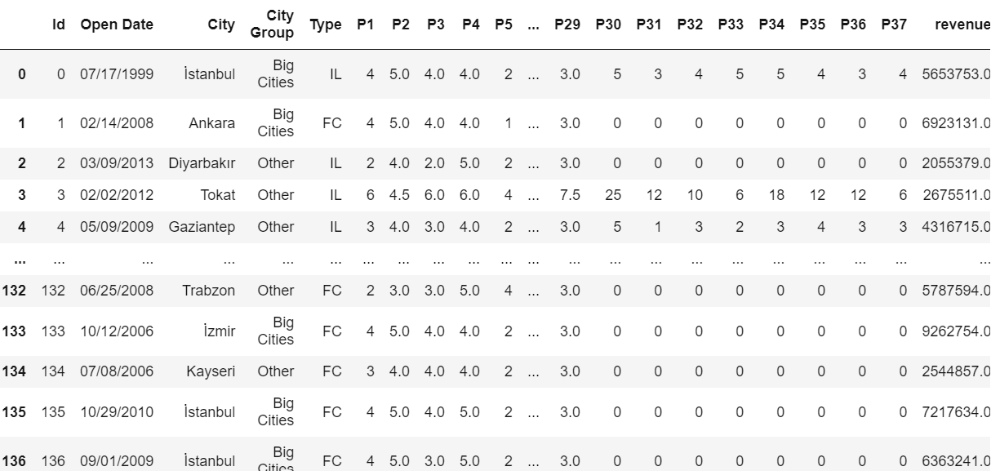 Id Open Date City City Group Type P1 P2 P3 P4 P5 ... P29 P30 P31 P32 P33 P34 P35 P36 P37 revenue
0 0 07/17/1999 İstanbul Big Cities IL 4 5.0 4.0 4.0 2 ... 3.0 5 3 4 5 5 4 3 4 5653753.0
1 1 02/14/2008 Ankara Big Cities FC 4 5.0 4.0 4.0 1 ... 3.0 0 0 0 0 0 0 0 0 6923131.0
2 2 03/09/2013 Diyarbakır Other IL 2 4.0 2.0 5.0 2 ... 3.0 0 0 0 0 0 0 0 0 2055379.0
3 3 02/02/2012 Tokat Other IL 6 4.5 6.0 6.0 4 ... 7.5 25 12 10 6 18 12 12 6 2675511.0
4 4 05/09/2009 Gaziantep Other IL 3 4.0 3.0 4.0 2 ... 3.0 5 1 3 2 3 4 3 3 4316715.0
... ... ... ... ... ... ... ... ... ... ... ... ... ... ... ... ... ... ... ... ... ...
132 132 06/25/2008 Trabzon Other FC 2 3.0 3.0 5.0 4 ... 3.0 0 0 0 0 0 0 0 0 5787594.0
133 133 10/12/2006 İzmir Big Cities FC 4 5.0 4.0 4.0 2 ... 3.0 0 0 0 0 0 0 0 0 9262754.0
134 134 07/08/2006 Kayseri Other FC 3 4.0 4.0 4.0 2 ... 3.0 0 0 0 0 0 0 0 0 2544857.0
135 135 10/29/2010 İstanbul Big Cities FC 4 5.0 4.0 5.0 2 ... 3.0 0 0 0 0 0 0 0 0 7217634.0
136 136 09/01/2009 İstanbul Big Cities FC 4 5.0 3.0 5.0 2 ... 3.0 0 0 0 0 0 0 0 0 6363241.0